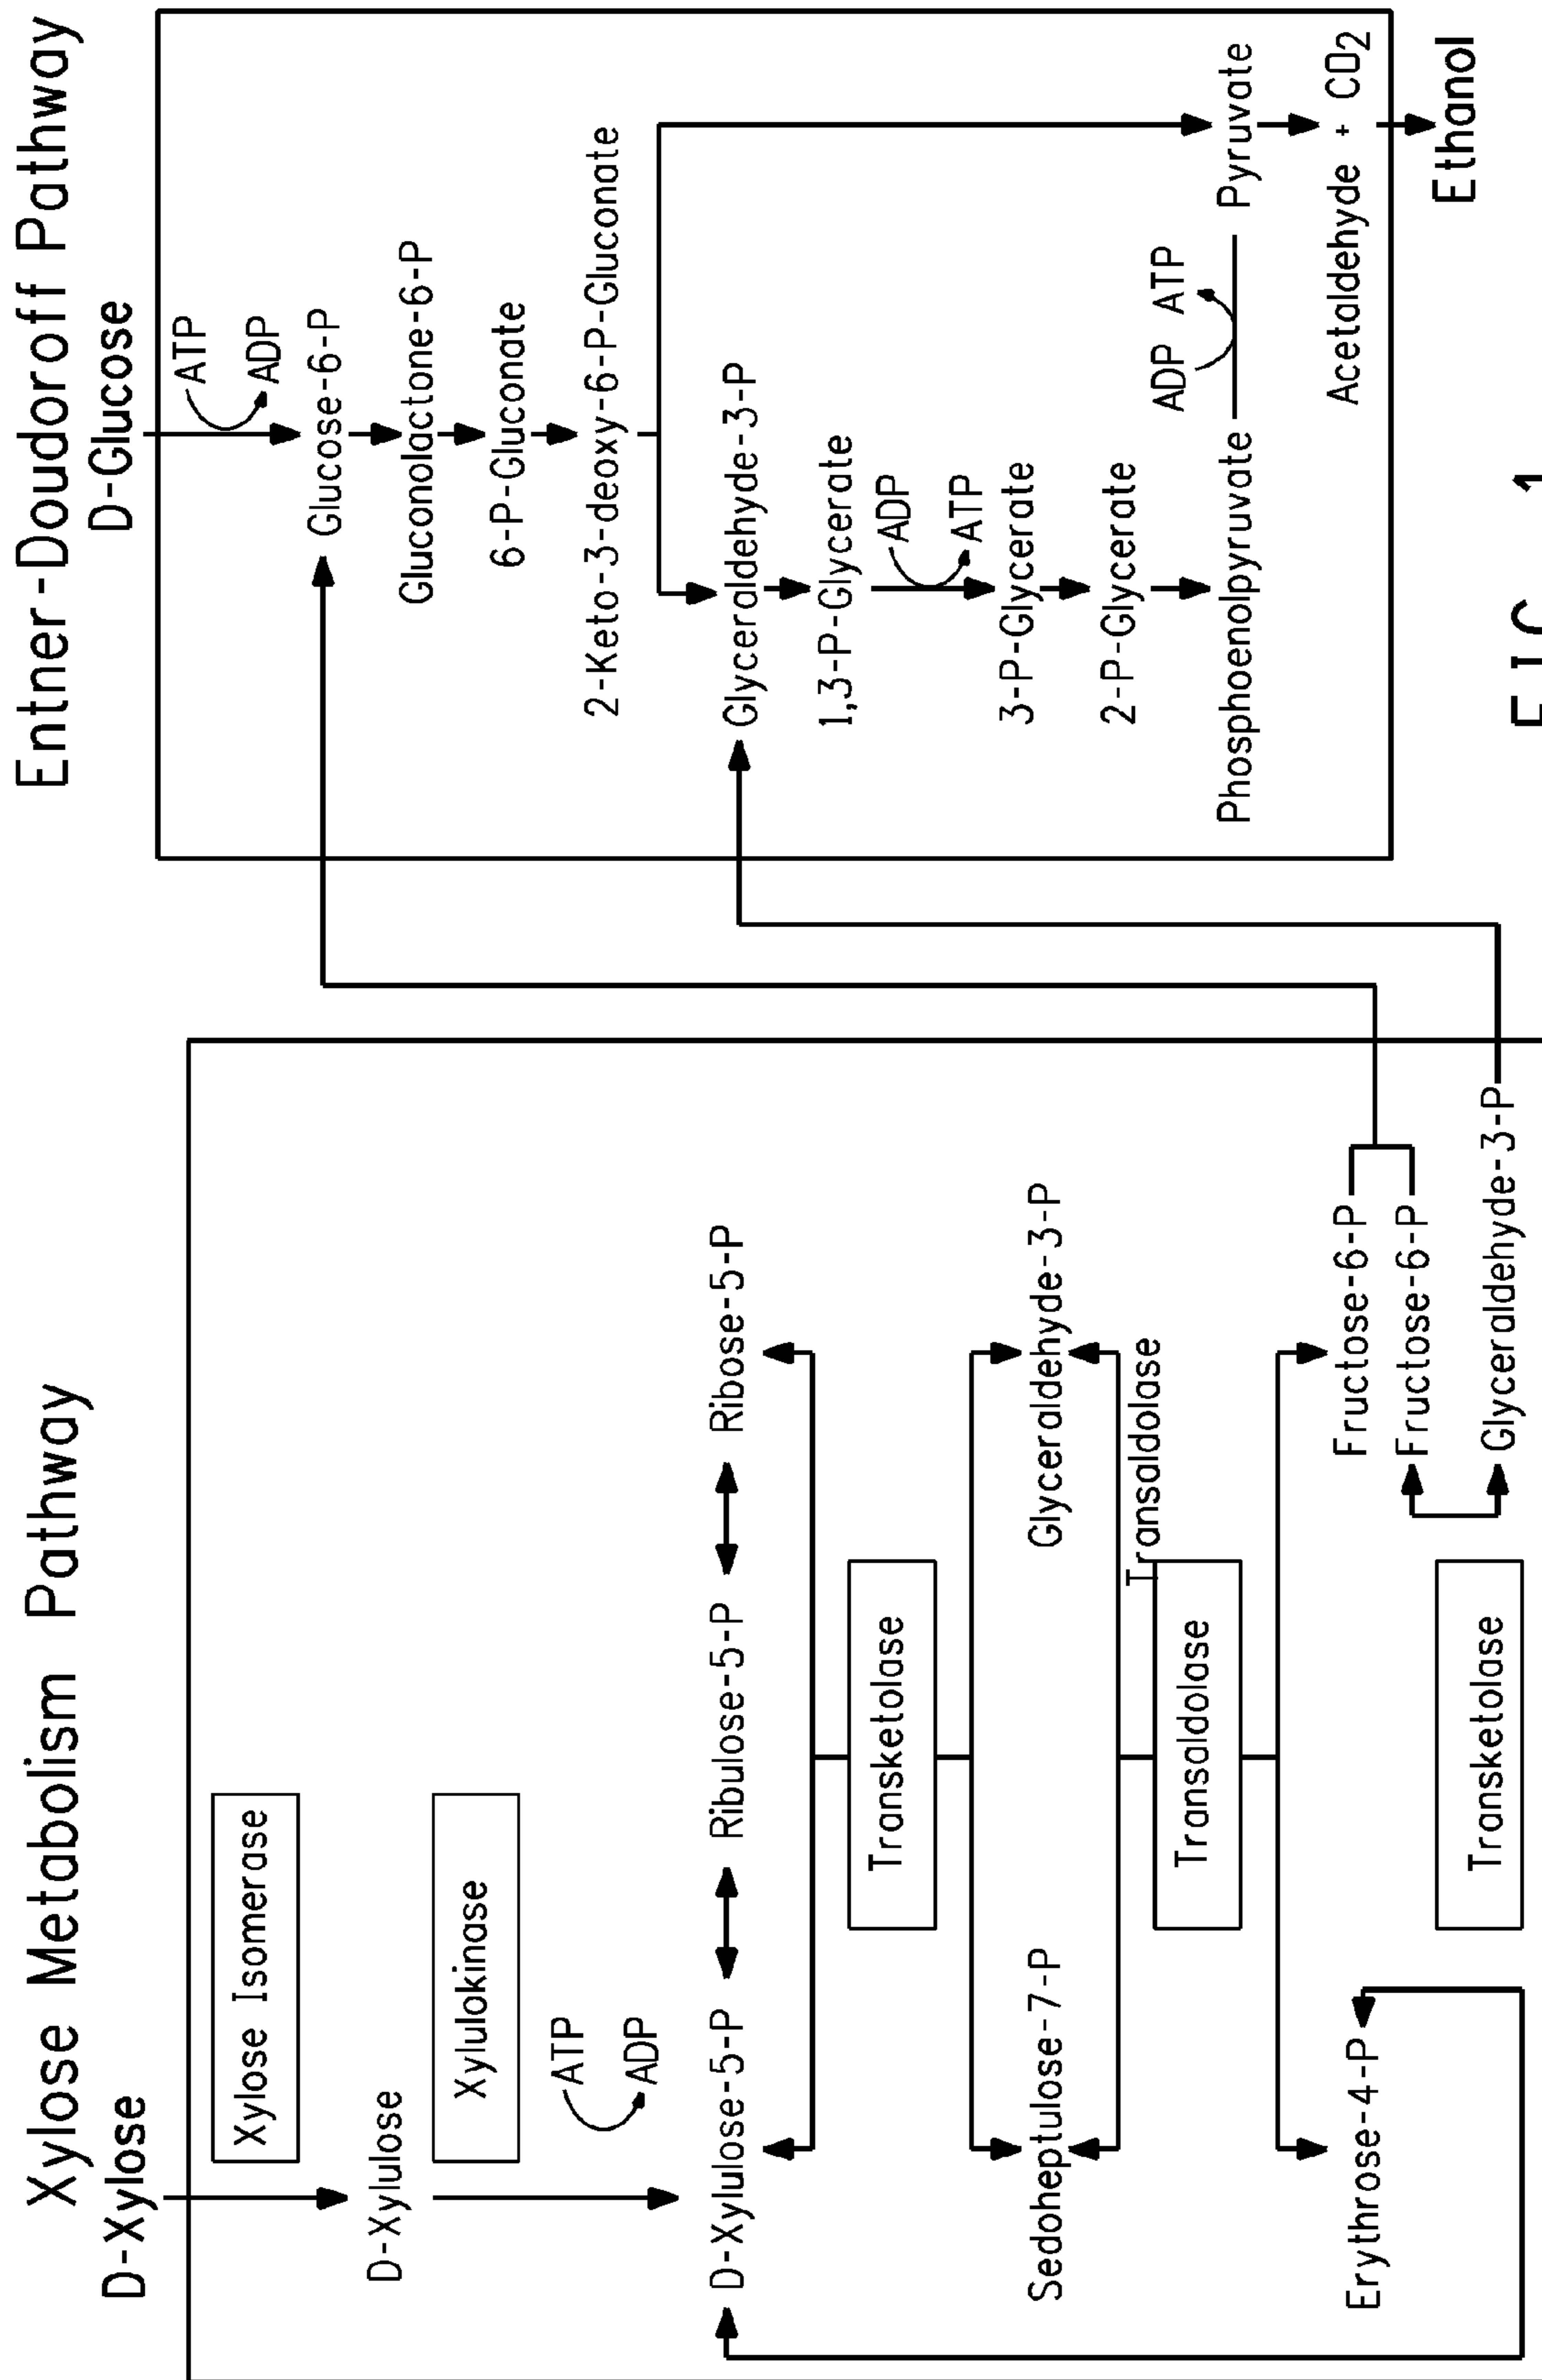 Xylose Metabolism Pathway
D-Xylose
Xylose Isomerase
D-Xylulose
Xylulokinase
ATP
ADP
D-Xylulose-5-P
Ribulose-5-P
Ribose-5-P
Transketolase
Sedoheptulose-7-P
Glyceraldehyde-3-P
Transaldolase
Transaldolase
Erythrose-4-P
Fructose-6-P
Fructose-6-P
Transketolase
Glyceraldehyde-3-P
Entner-Doudoroff Pathway
D-Glucose
ATP
ADP
Glucose-6-P
Gluconolactone-6-P
6-P-Gluconate
2-Keto-3-deoxy-6-P-Gluconate
Glyceraldehyde-3-P
1,3-P-Glycerate
ADP
ATP
3-P-Glycerate
2-P-Glycerate
ADP ATP
Phosphoenolpyruvate
Pyruvate
Acetaldehyde + CO2
Ethanol